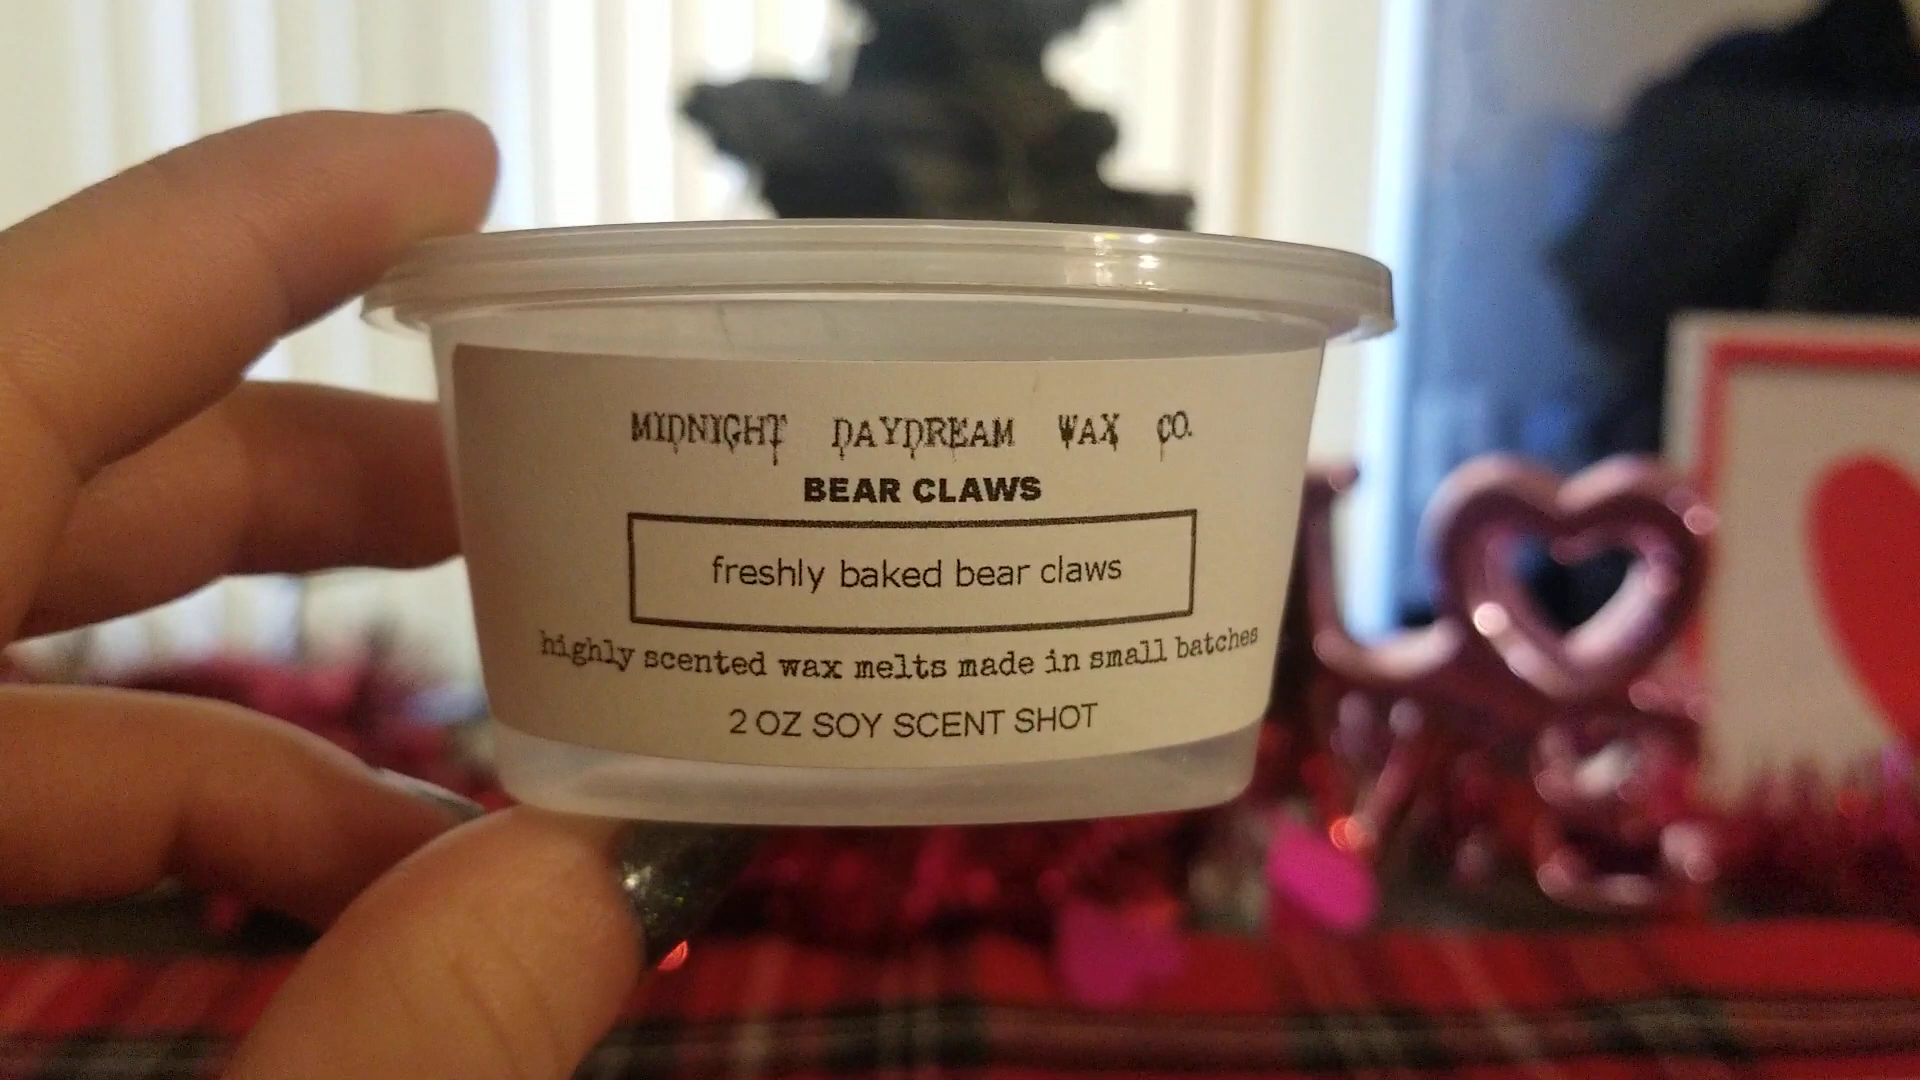 MIDNIGHT DAYDREAM WAX CO.
BEAR CLAWS
freshly baked bear claws
highly scented wax melts made in small batches
2 OZ SOY SCENT SHOT